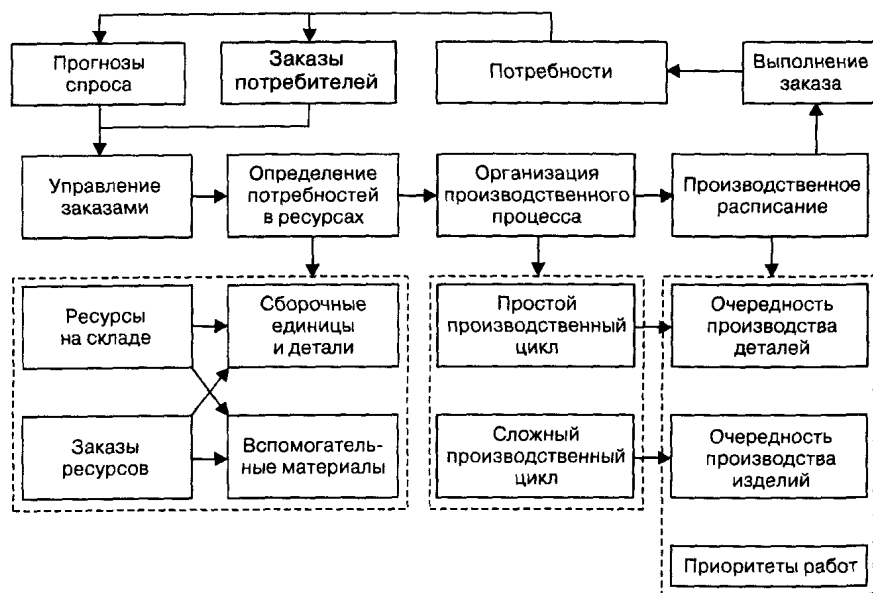 Прогнозы
спроса
Заказы
потребителей
Потребности
Выполнение
заказа
Управление
заказами
Определение
потребностей
в ресурсах
Организация
производственного
процесса
Производственное
расписание
Ресурсы
на складе
Сборочные
единицы
и детали
Простой
производственный
цикл
Очередность
производства
деталей
Заказы
ресурсов
Вспомогатель-
ные материалы
Сложный
производственный
цикл
Очередность
производства
изделий
Приоритеты работ